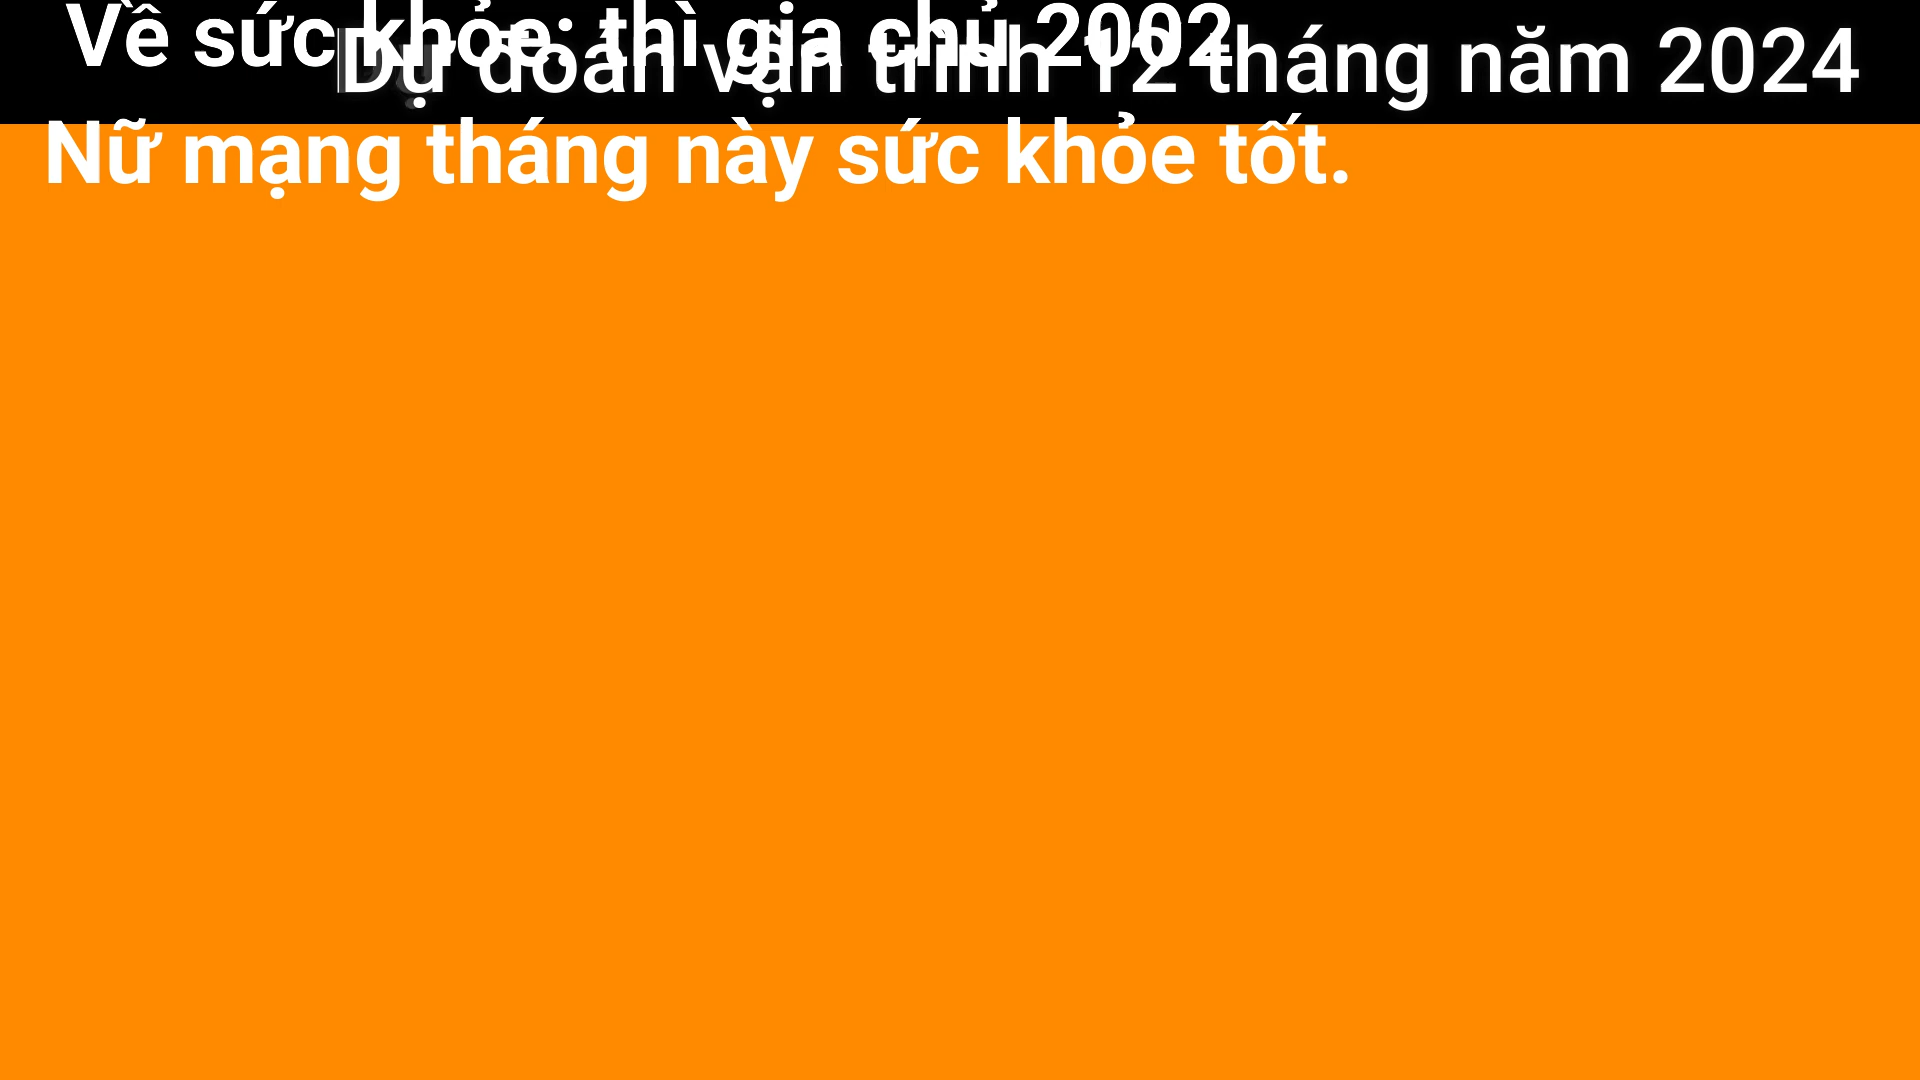 Về sức khỏe: thì gia chủ 2002
Dự đoán vận trình 12 tháng năm 2024
Nữ mạng tháng này sức khỏe tốt.